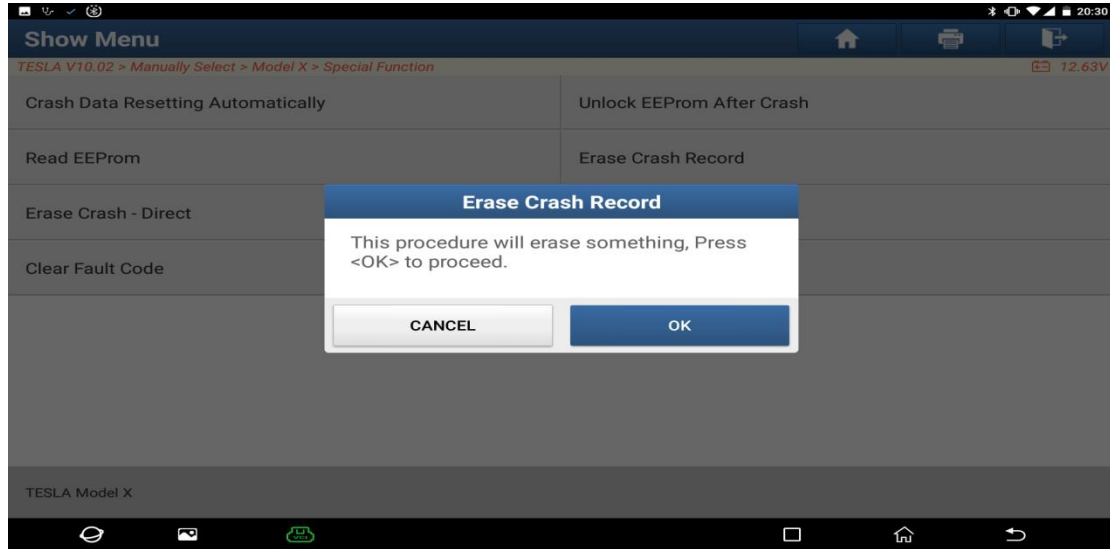 20:30
Show Menu
TESLA V10.02 > Manually Select > Model X > Special Function
12.63V
Crash Data Resetting Automatically
Unlock EEProm After Crash
Read EEProm
Erase Crash Record
Erase Crash - Direct
Clear Fault Code
Erase Crash Record
This procedure will erase something, Press
<OK> to proceed.
CANCEL
OK
TESLA Model X
VCI